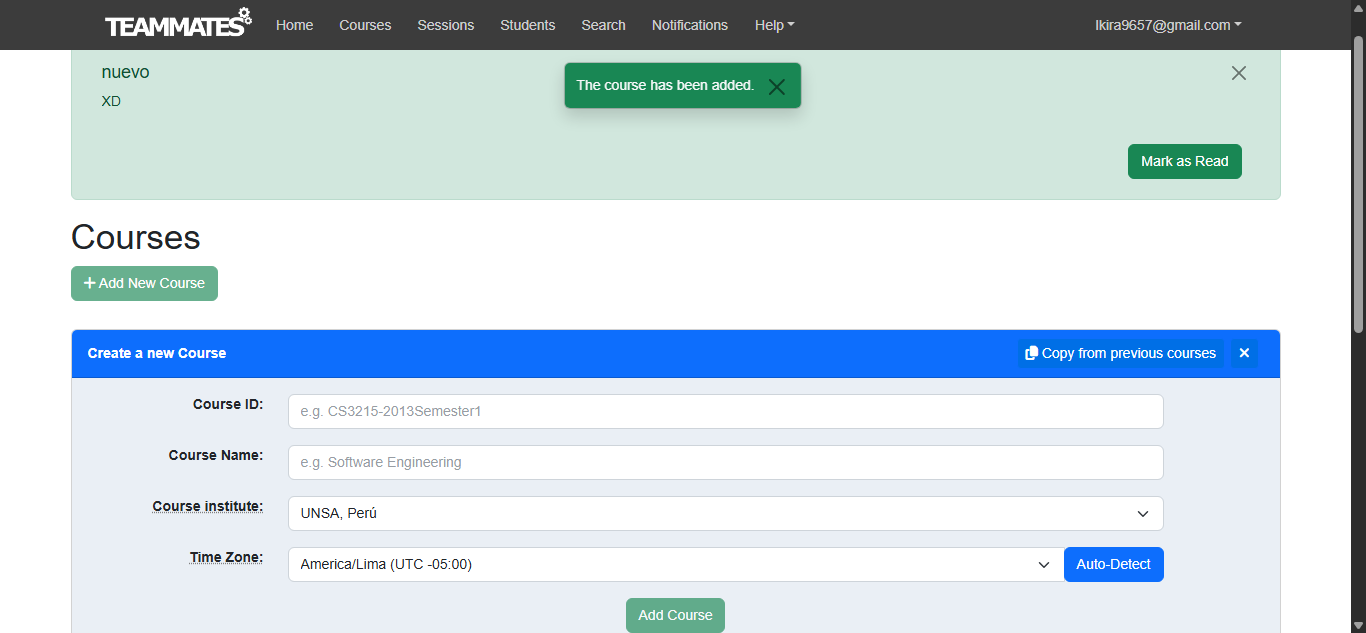 TEAMMATES Home Courses Sessions Students Search Notifications Help lkira9657@gmail.com
nuevo
The course has been added.
XD
Mark as Read
Courses
Add New Course
Create a new Course Copy from previous courses
Course ID: e.g. CS3215-2013Semester1
Course Name: e.g. Software Engineering
Course institute: UNSA, Perú
Time Zone: America/Lima (UTC -05:00) Auto-Detect
Add Course